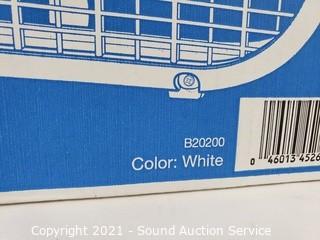 B20200
Color: White
0 46013 4526
Copyright 2021 - Sound Auction Service